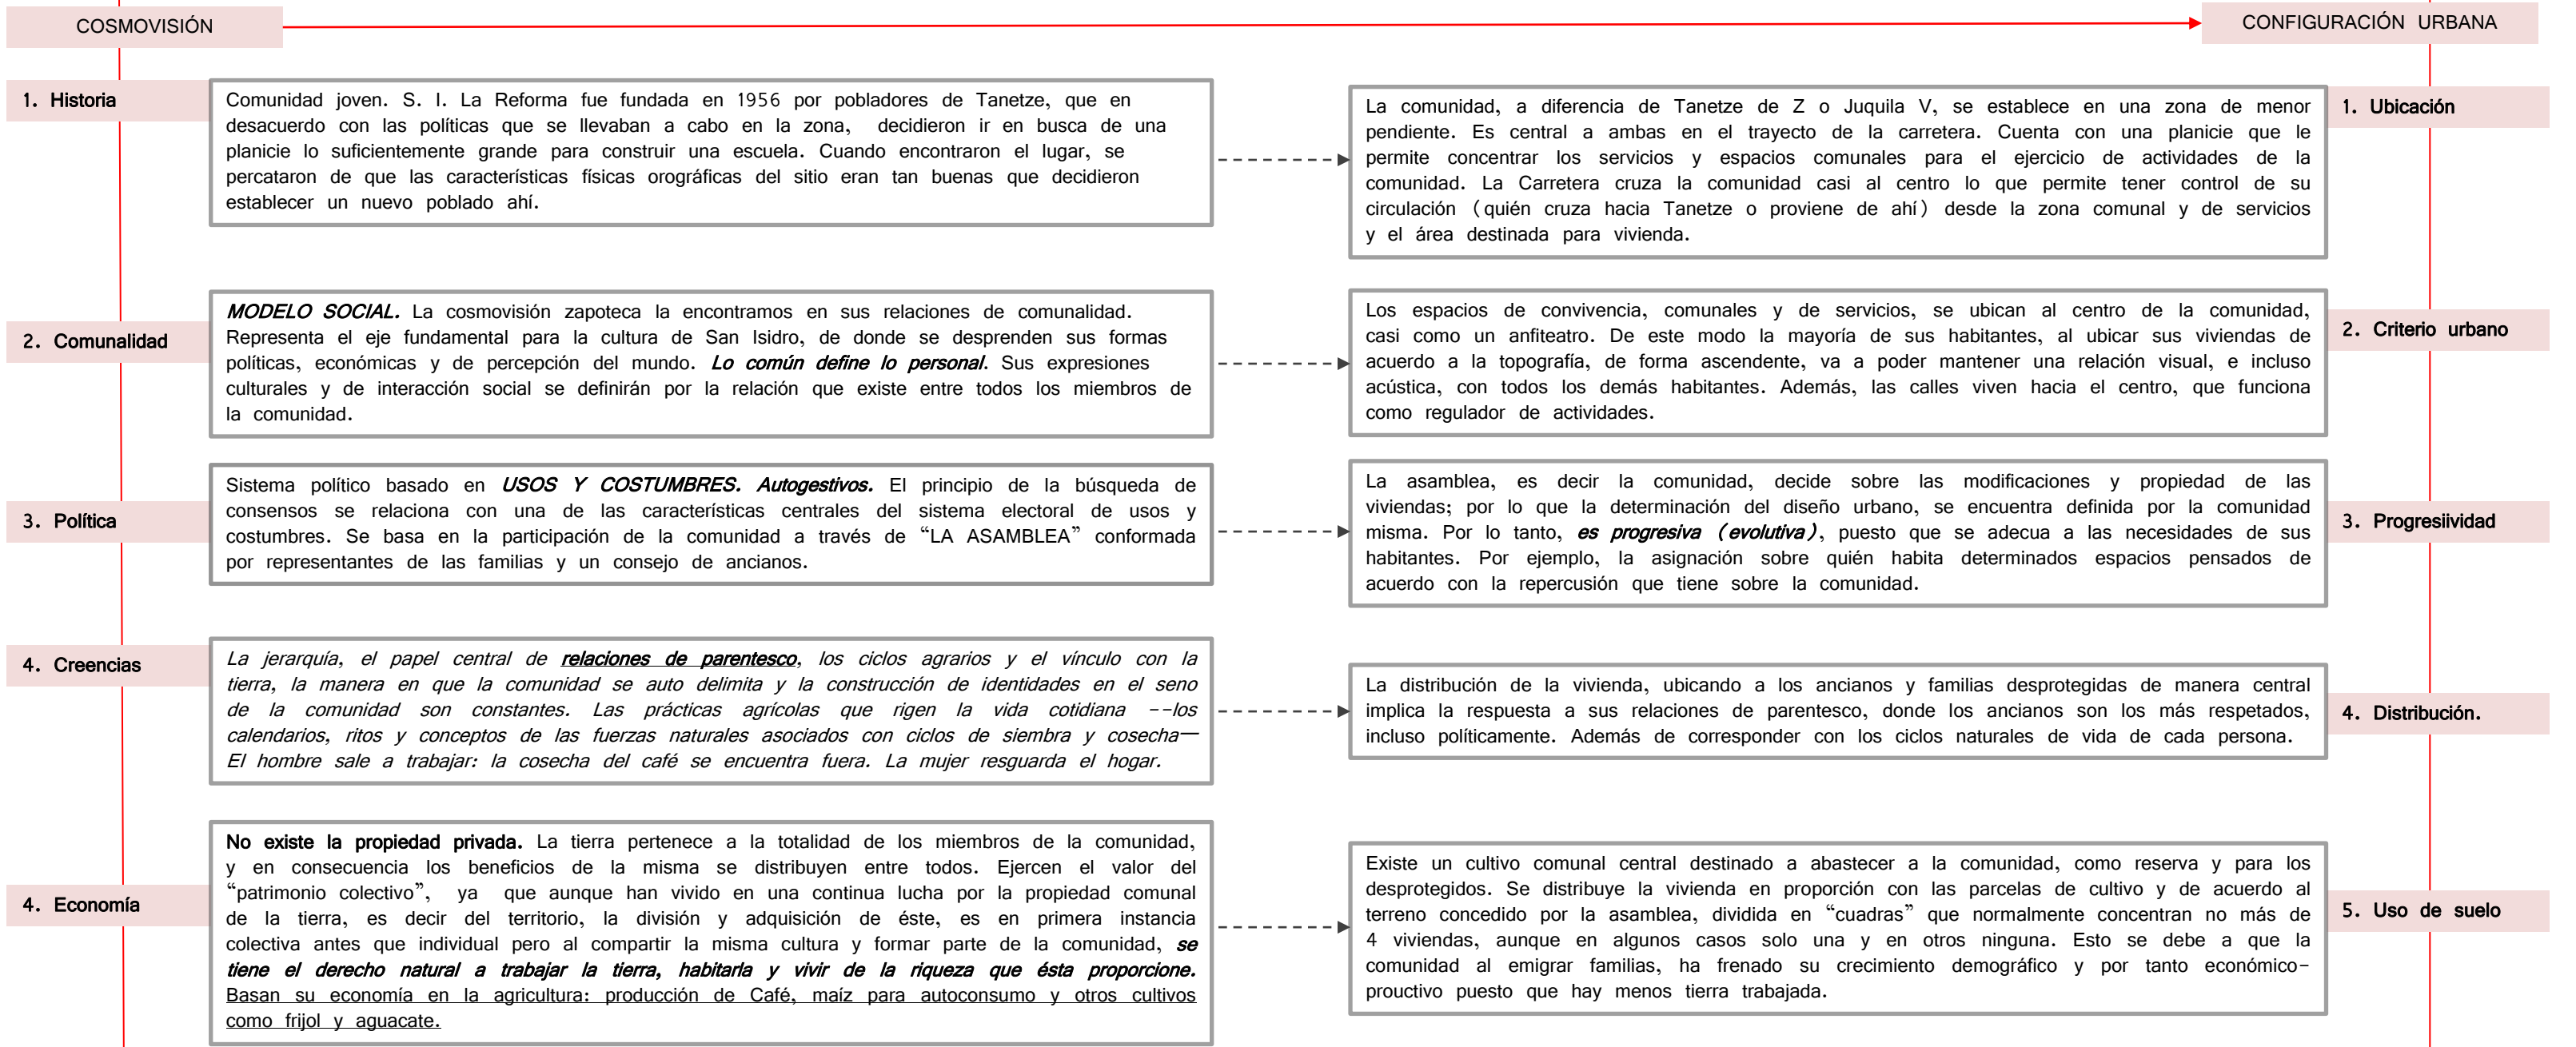 COSMOVISIÓN
CONFIGURACIÓN URBANA
1. Historia
Comunidad joven. S. I. La Reforma fue fundada en 1956 por pobladores de Tanetze, que en
desacuerdo con las políticas que se llevaban a cabo en la zona, decidieron ir en busca de una
planicie lo suficientemente grande para construir una escuela. Cuando encontraron el lugar, se
percataron de que las características físicas orográficas del sitio eran tan buenas que decidieron
establecer un nuevo poblado ahí.
La comunidad, a diferencia de Tanetze de Z o Juquila V, se establece en una zona de menor
pendiente. Es central a ambas en el trayecto de la carretera. Cuenta con una planicie que le
permite concentrar los servicios y espacios comunales para el ejercicio de actividades de la
comunidad. La Carretera cruza la comunidad casi al centro lo que permite tener control de su
circulación (quién cruza hacia Tanetze o proviene de ahí) desde la zona comunal y de servicios
y el área destinada para vivienda.
1. Ubicación
2. Comunalidad
MODELO SOCIAL. La cosmovisión zapoteca la encontramos en sus relaciones de comunalidad.
Representa el eje fundamental para la cultura de San Isidro, de donde se desprenden sus formas
políticas, económicas y de percepción del mundo. Lo común define lo personal. Sus expresiones
culturales y de interacción social se definirán por la relación que existe entre todos los miembros de
la comunidad.
Los espacios de convivencia, comunales y de servicios, se ubican al centro de la comunidad,
casi como un anfiteatro. De este modo la mayoría de sus habitantes, al ubicar sus viviendas de
acuerdo a la topografía, de forma ascendente, va a poder mantener una relación visual, e incluso
acústica, con todos los demás habitantes. Además, las calles viven hacia el centro, que funciona
como regulador de actividades.
2. Criterio urbano
3. Política
Sistema político basado en USOS Y COSTUMBRES. Autogestivos. El principio de la búsqueda de
consensos se relaciona con una de las características centrales del sistema electoral de usos y
costumbres. Se basa en la participación de la comunidad a través de “LA ASAMBLEA” conformada
por representantes de las familias y un consejo de ancianos.
La asamblea, es decir la comunidad, decide sobre las modificaciones y propiedad de las
viviendas; por lo que la determinación del diseño urbano, se encuentra definida por la comunidad
misma. Por lo tanto, es progresiva (evolutiva), puesto que se adecua a las necesidades de sus
habitantes. Por ejemplo, la asignación sobre quién habita determinados espacios pensados de
acuerdo con la repercusión que tiene sobre la comunidad.
3. Progresiividad
4. Creencias
La jerarquía, el papel central de relaciones de parentesco, los ciclos agrarios y el vínculo con la
tierra, la manera en que la comunidad se auto delimita y la construcción de identidades en el seno
de la comunidad son constantes. Las prácticas agrícolas que rigen la vida cotidiana --los
calendarios, ritos y conceptos de las fuerzas naturales asociados con ciclos de siembra y cosecha—
El hombre sale a trabajar: la cosecha del café se encuentra fuera. La mujer resguarda el hogar.
La distribución de la vivienda, ubicando a los ancianos y familias desprotegidas de manera central
implica la respuesta a sus relaciones de parentesco, donde los ancianos son los más respetados,
incluso políticamente. Además de corresponder con los ciclos naturales de vida de cada persona.
4. Distribución.
4. Economía
No existe la propiedad privada. La tierra pertenece a la totalidad de los miembros de la comunidad,
y en consecuencia los beneficios de la misma se distribuyen entre todos. Ejercen el valor del
“patrimonio colectivo”, ya que aunque han vivido en una continua lucha por la propiedad comunal
de la tierra, es decir del territorio, la división y adquisición de éste, es en primera instancia
colectiva antes que individual pero al compartir la misma cultura y formar parte de la comunidad, se
tiene el derecho natural a trabajar la tierra, habitarla y vivir de la riqueza que ésta proporcione.
Basan su economía en la agricultura: producción de Café, maíz para autoconsumo y otros cultivos
como frijol y aguacate.
Existe un cultivo comunal central destinado a abastecer a la comunidad, como reserva y para los
desprotegidos. Se distribuye la vivienda en proporción con las parcelas de cultivo y de acuerdo al
terreno concedido por la asamblea, dividida en “cuadras” que normalmente concentran no más de
4 viviendas, aunque en algunos casos solo una y en otros ninguna. Esto se debe a que la
comunidad al emigrar familias, ha frenado su crecimiento demográfico y por tanto económico-
prouctivo puesto que hay menos tierra trabajada.
5. Uso de suelo